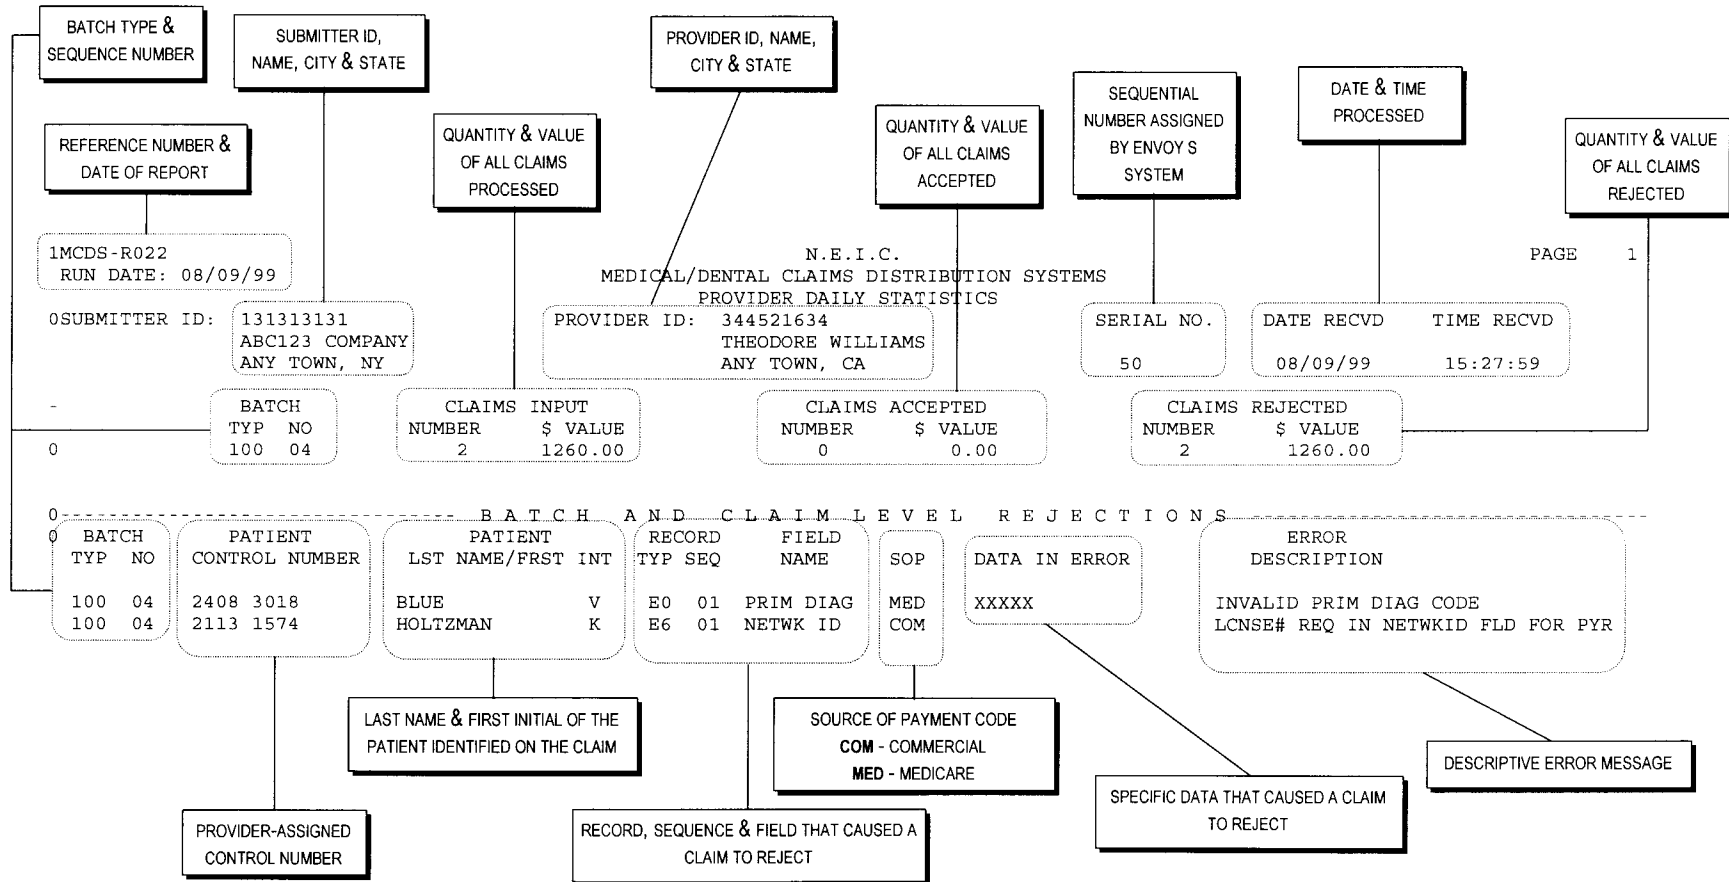 BATCH TYPE &
SEQUENCE NUMBER
SUBMITTER ID,
NAME, CITY & STATE
PROVIDER ID, NAME,
CITY & STATE
REFERENCE NUMBER &
DATE OF REPORT
QUANTITY & VALUE
OF ALL CLAIMS
PROCESSED
QUANTITY & VALUE
OF ALL CLAIMS
ACCEPTED
SEQUENTIAL
NUMBER ASSIGNED
BY ENVOY S
SYSTEM
DATE & TIME
PROCESSED
QUANTITY & VALUE
OF ALL CLAIMS
REJECTED
1MCDS-R022 N.E.I.C. PAGE 1
RUN DATE: 08/09/99 MEDICAL/DENTAL CLAIMS DISTRIBUTION SYSTEMS
PROVIDER DAILY STATISTICS
0SUBMITTER ID: 131313131 PROVIDER ID: 344521634 SERIAL NO. DATE RECVD TIME RECVD
ABC123 COMPANY THEODORE WILLIAMS
ANY TOWN, NY ANY TOWN, CA 50 08/09/99 15:27:59
- BATCH CLAIMS INPUT CLAIMS ACCEPTED CLAIMS REJECTED
TYP NO NUMBER $ VALUE NUMBER $ VALUE NUMBER $ VALUE
0 100 04 2 1260.00 0 0.00 2 1260.00
0-------------------------- B A T C H A N D C L A I M L E V E L R E J E C T I O N S --------------------------
0 BATCH PATIENT PATIENT RECORD FIELD ERROR
TYP NO CONTROL NUMBER LST NAME/FRST INT TYP SEQ NAME SOP DATA IN ERROR DESCRIPTION
100 04 2408 3018 BLUE V E0 01 PRIM DIAG MED XXXXX INVALID PRIM DIAG CODE
100 04 2113 1574 HOLTZMAN K E6 01 NETWK ID COM LCNSE# REQ IN NETWKID FLD FOR PYR
LAST NAME & FIRST INITIAL OF THE
PATIENT IDENTIFIED ON THE CLAIM
SOURCE OF PAYMENT CODE
COM - COMMERCIAL
MED - MEDICARE
DESCRIPTIVE ERROR MESSAGE
SPECIFIC DATA THAT CAUSED A CLAIM
TO REJECT
PROVIDER-ASSIGNED
CONTROL NUMBER
RECORD, SEQUENCE & FIELD THAT CAUSED A
CLAIM TO REJECT